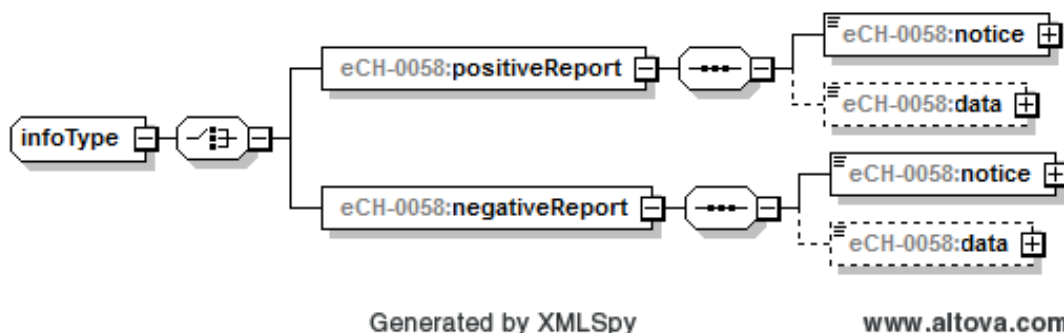 eCH-0058:notice
eCH-0058:positiveReport
eCH-0058:data
infoType
eCH-0058:notice
eCH-0058:negativeReport
eCH-0058:data
Generated by XMLSpy
www.altova.com